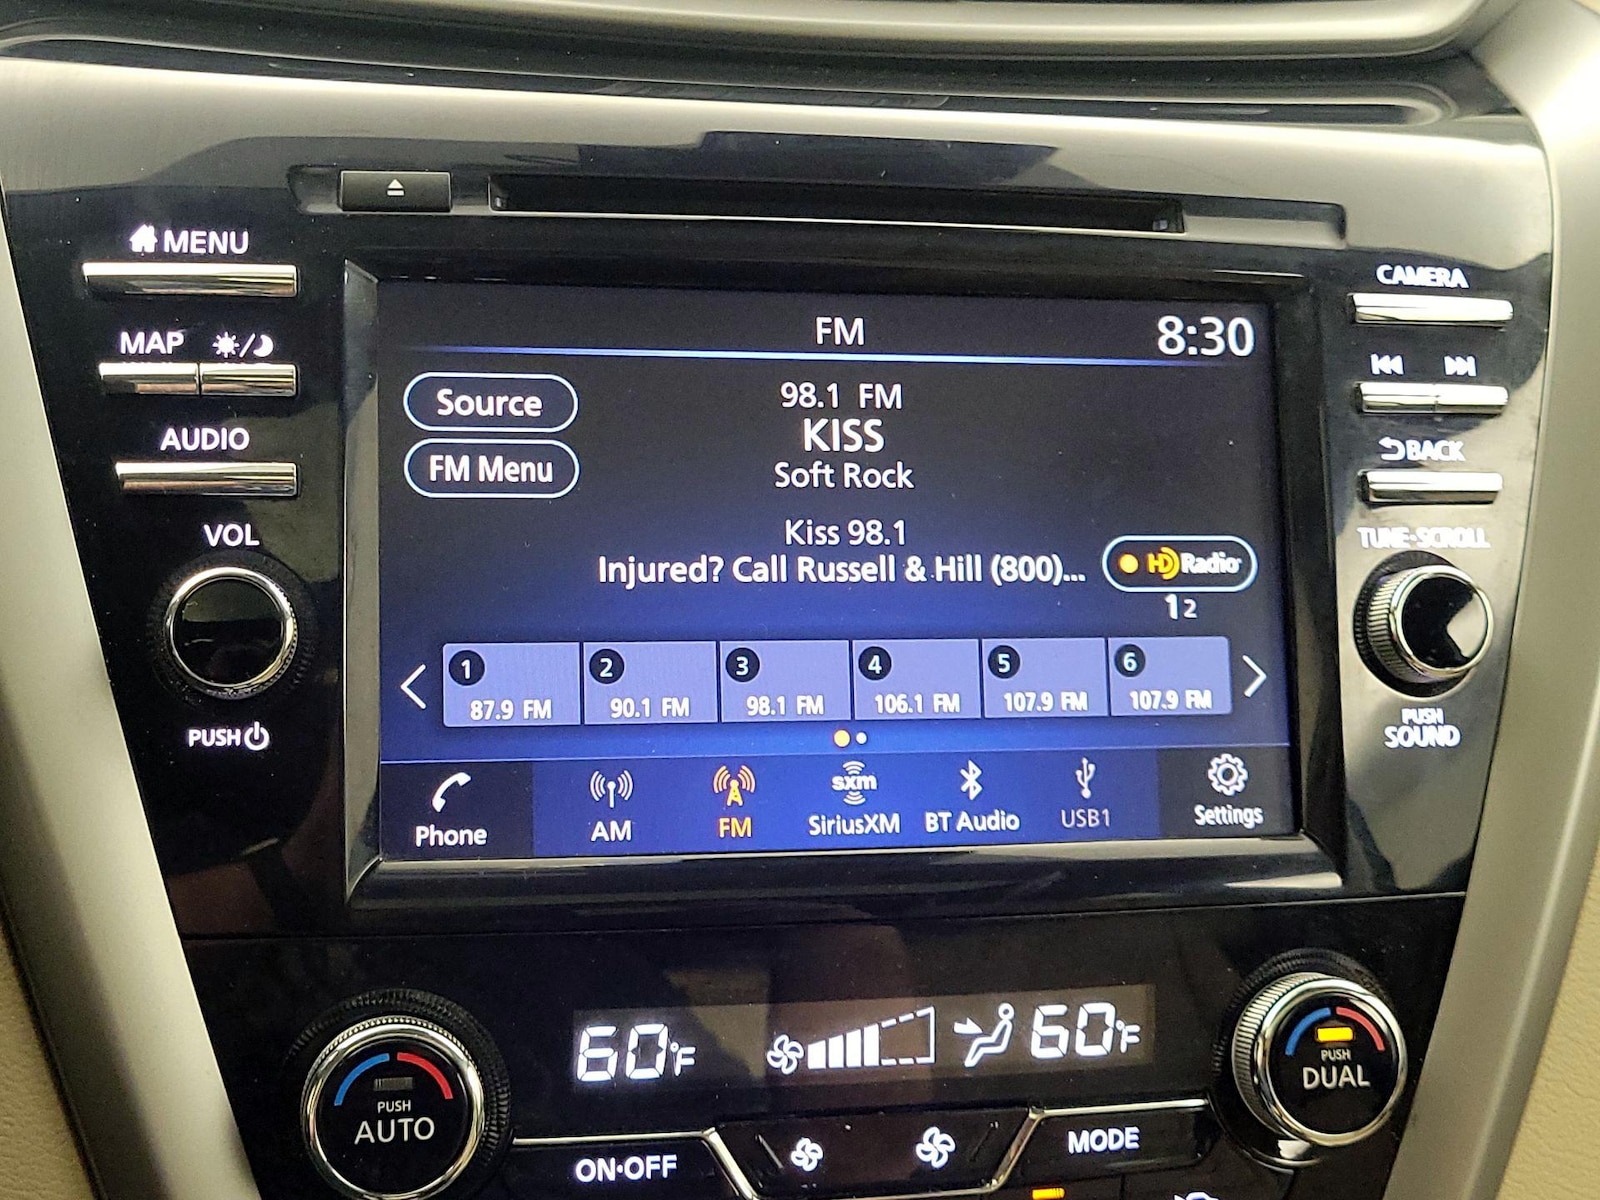 MENU
MAP
AUDIO
VOL
PUSH
FM
8:30
Source
FM Menu
98.1 FM
KISS
Soft Rock
Kiss 98.1
Injured? Call Russell & Hill (800)...
HD Radio
1 2
1 87.9 FM
2 90.1 FM
3 98.1 FM
4 106.1 FM
5 107.9 FM
6 107.9 FM
Phone
AM
FM
sxm
SiriusXM
BT Audio
USB1
Settings
CAMERA
BACK
TUNE·SCROLL
PUSH
SOUND
60°F
60°F
PUSH
AUTO
ON·OFF
MODE
PUSH
DUAL